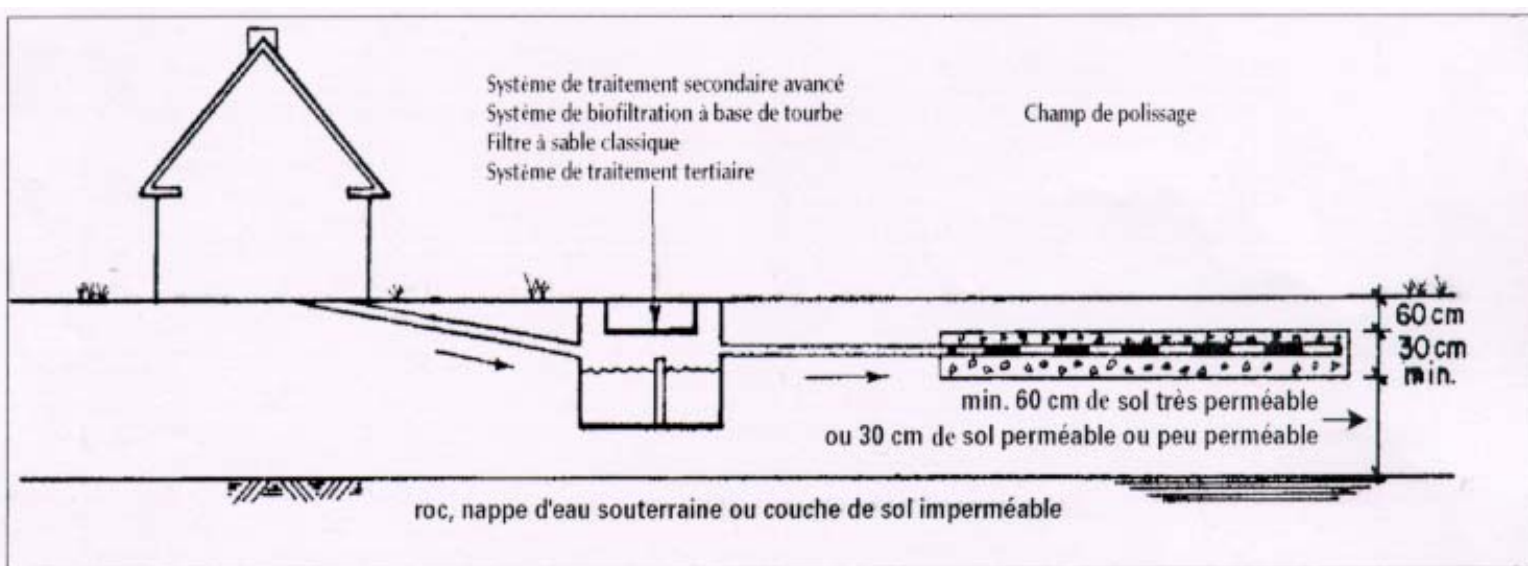 Système de traitement secondaire avancé
Système de biofiltration à base de tourbe
Filtre à sable classique
Système de traitement tertiaire
Champ de polissage
60 cm
30 cm
min.
min. 60 cm de sol très perméable
ou 30 cm de sol perméable ou peu perméable
roc, nappe d'eau souterraine ou couche de sol imperméable